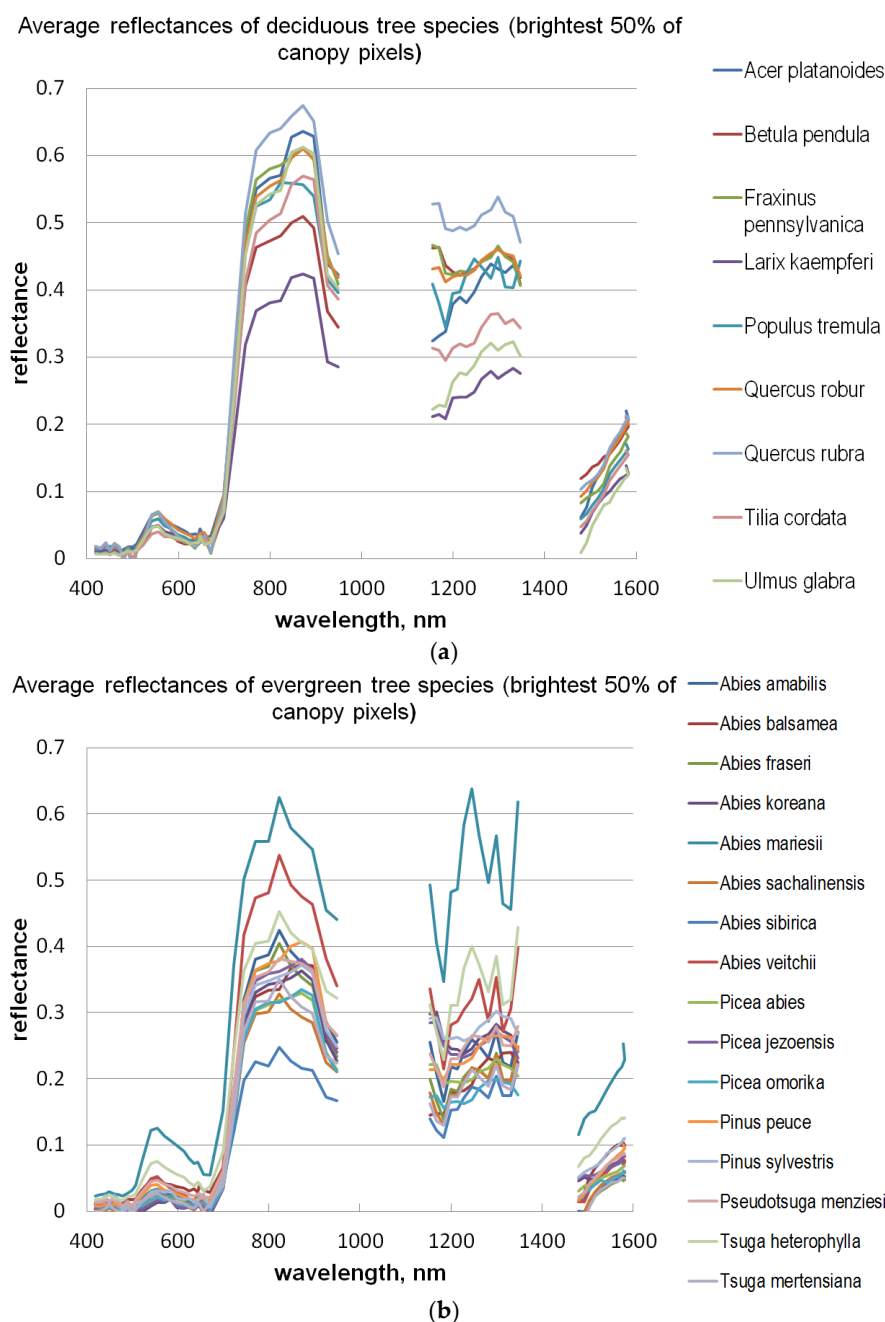 Average reflectances of deciduous tree species (brightest 50% of
canopy pixels)
0.7
0.6
0.5
0.4
0.3
0.2
0.1
0
reflectance
400 600 800 1000 1200 1400 1600
wavelength, nm
Acer platanoides
Betula pendula
Fraxinus
pennsylvanica
Larix kaempferi
Populus tremula
Quercus robur
Quercus rubra
Tilia cordata
Ulmus glabra
(a)
Average reflectances of evergreen tree species (brightest 50% of
canopy pixels)
0.7
0.6
0.5
0.4
0.3
0.2
0.1
0
reflectance
400 600 800 1000 1200 1400 1600
wavelength, nm
Abies amabilis
Abies balsamea
Abies fraseri
Abies koreana
Abies mariesii
Abies sachalinensis
Abies sibirica
Abies veitchii
Picea abies
Picea jezoensis
Picea omorika
Pinus peuce
Pinus sylvestris
Pseudotsuga menziesi
Tsuga heterophylla
Tsuga mertensiana
(b)